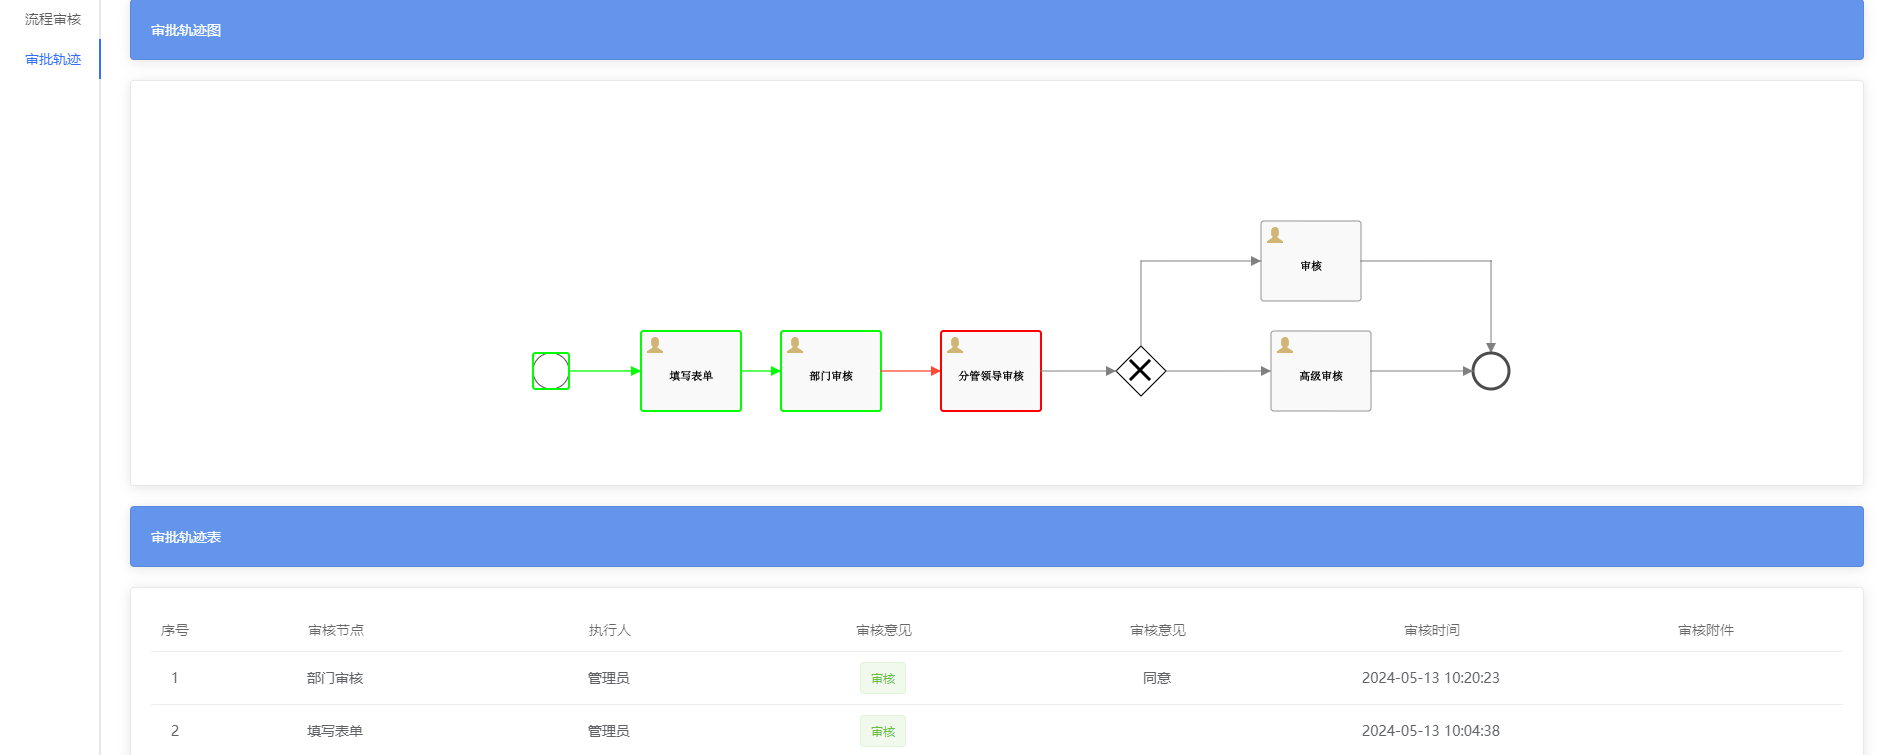 流程审核
审批轨迹
审批轨迹图
审核
填写表单
部门审核
分管领导审核
高级审核
审批轨迹表
序号 审核节点 执行人 审核意见 审核意见 审核时间 审核附件
1 部门审核 管理员 审核 同意 2024-05-13 10:20:23
2 填写表单 管理员 审核 2024-05-13 10:04:38